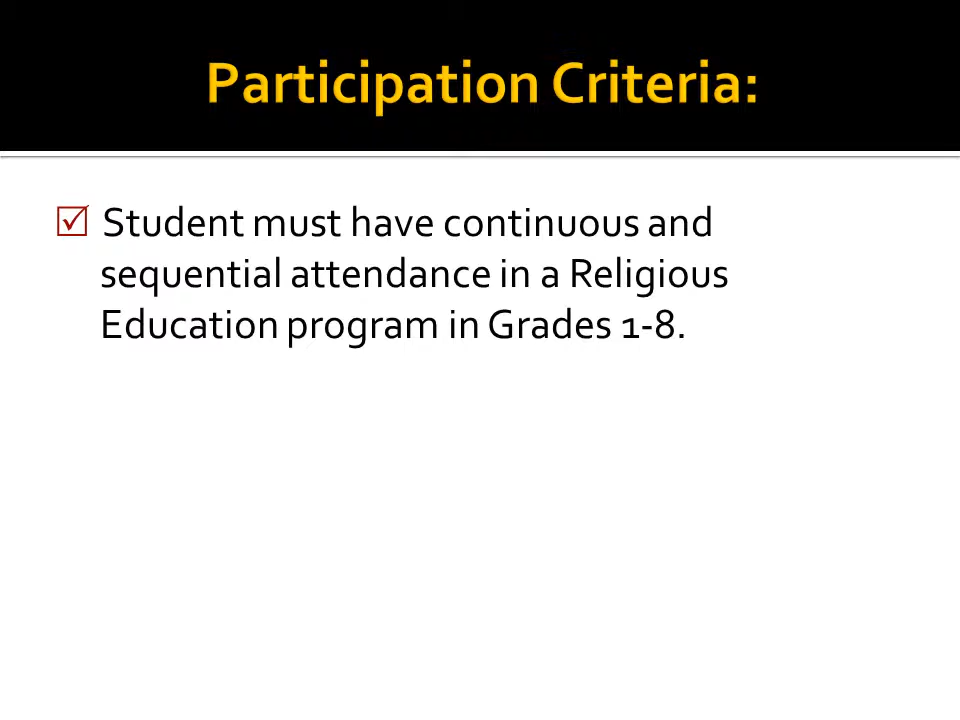 Participation Criteria:
☑ Student must have continuous and
sequential attendance in a Religious
Education program in Grades 1-8.